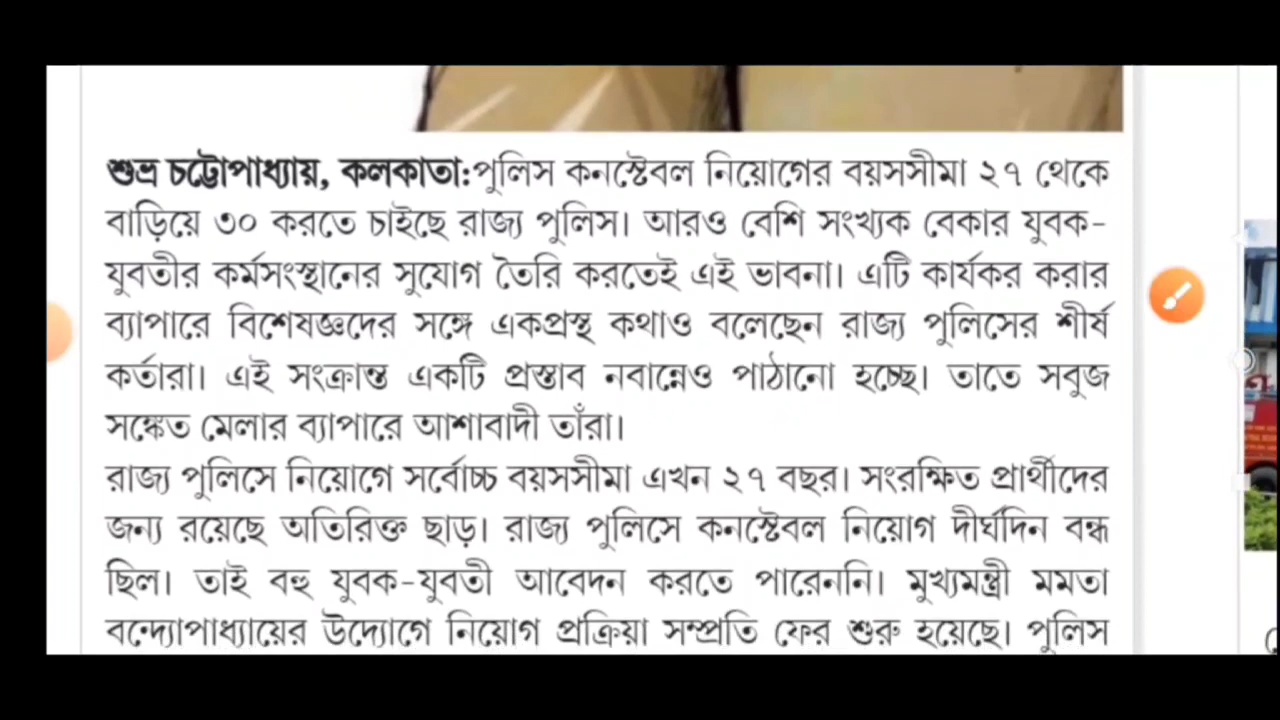 শুভ্র চট্টোপাধ্যায়, কলকাতা:পুলিস কনস্টেবল নিয়োগের বয়সসীমা ২৭ থেকে
বাড়িয়ে ৩০ করতে চাইছে রাজ্য পুলিস। আরও বেশি সংখ্যক বেকার যুবক-
যুবতীর কর্মসংস্থানের সুযোগ তৈরি করতেই এই ভাবনা। এটি কার্যকর করার
ব্যাপারে বিশেষজ্ঞদের সঙ্গে একপ্রস্থ কথাও বলেছেন রাজ্য পুলিসের শীর্ষ
কর্তারা। এই সংক্রান্ত একটি প্রস্তাব নবান্নেও পাঠানো হচ্ছে। তাতে সবুজ
সঙ্কেত মেলার ব্যাপারে আশাবাদী তাঁরা।
রাজ্য পুলিসে নিয়োগে সর্বোচ্চ বয়সসীমা এখন ২৭ বছর। সংরক্ষিত প্রার্থীদের
জন্য রয়েছে অতিরিক্ত ছাড়। রাজ্য পুলিসে কনস্টেবল নিয়োগ দীর্ঘদিন বন্ধ
ছিল। তাই বহু যুবক-যুবতী আবেদন করতে পারেননি। মুখ্যমন্ত্রী মমতা
বন্দ্যোপাধ্যায়ের উদ্যোগে নিয়োগ প্রক্রিয়া সম্প্রতি ফের শুরু হয়েছে। পুলিস